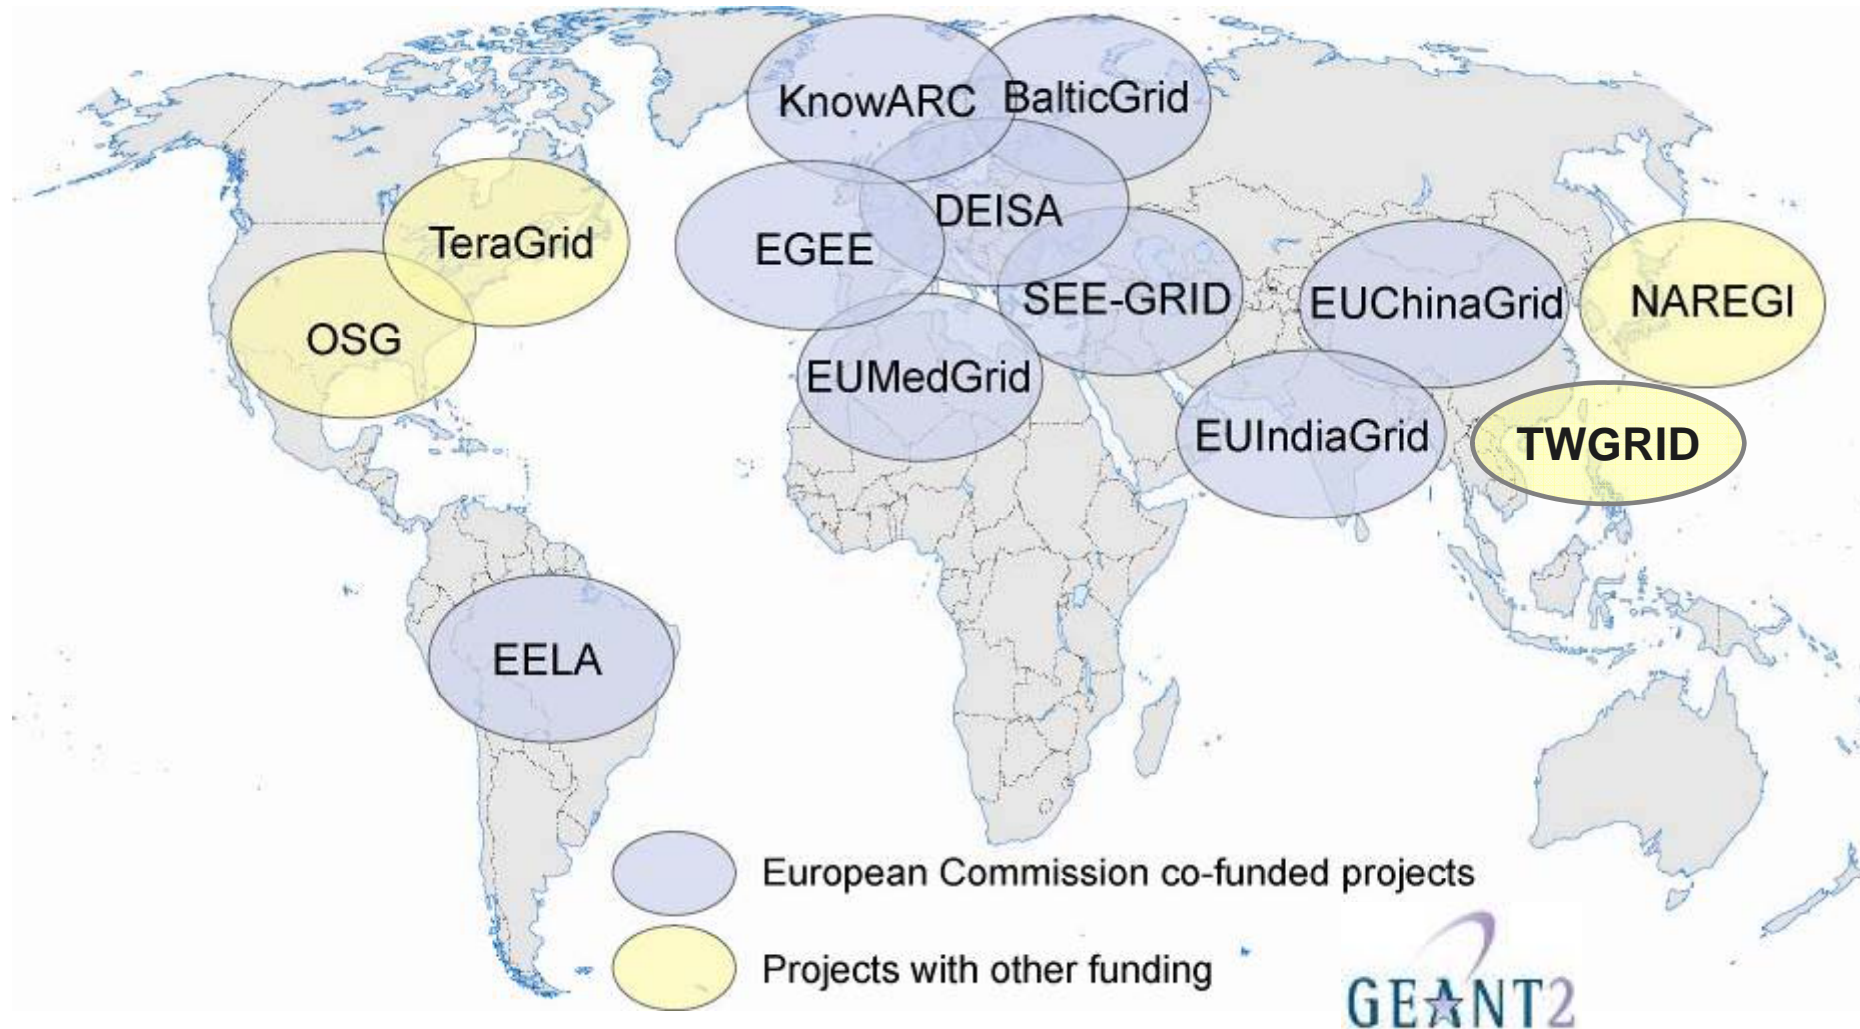 KnowARC
BalticGrid
TeraGrid
DEISA
EGEE
OSG
SEE-GRID
EUChinaGrid
NAREGI
EUMedGrid
EUIndiaGrid
TWGRID
EELA
European Commission co-funded projects
Projects with other funding
GEANT2